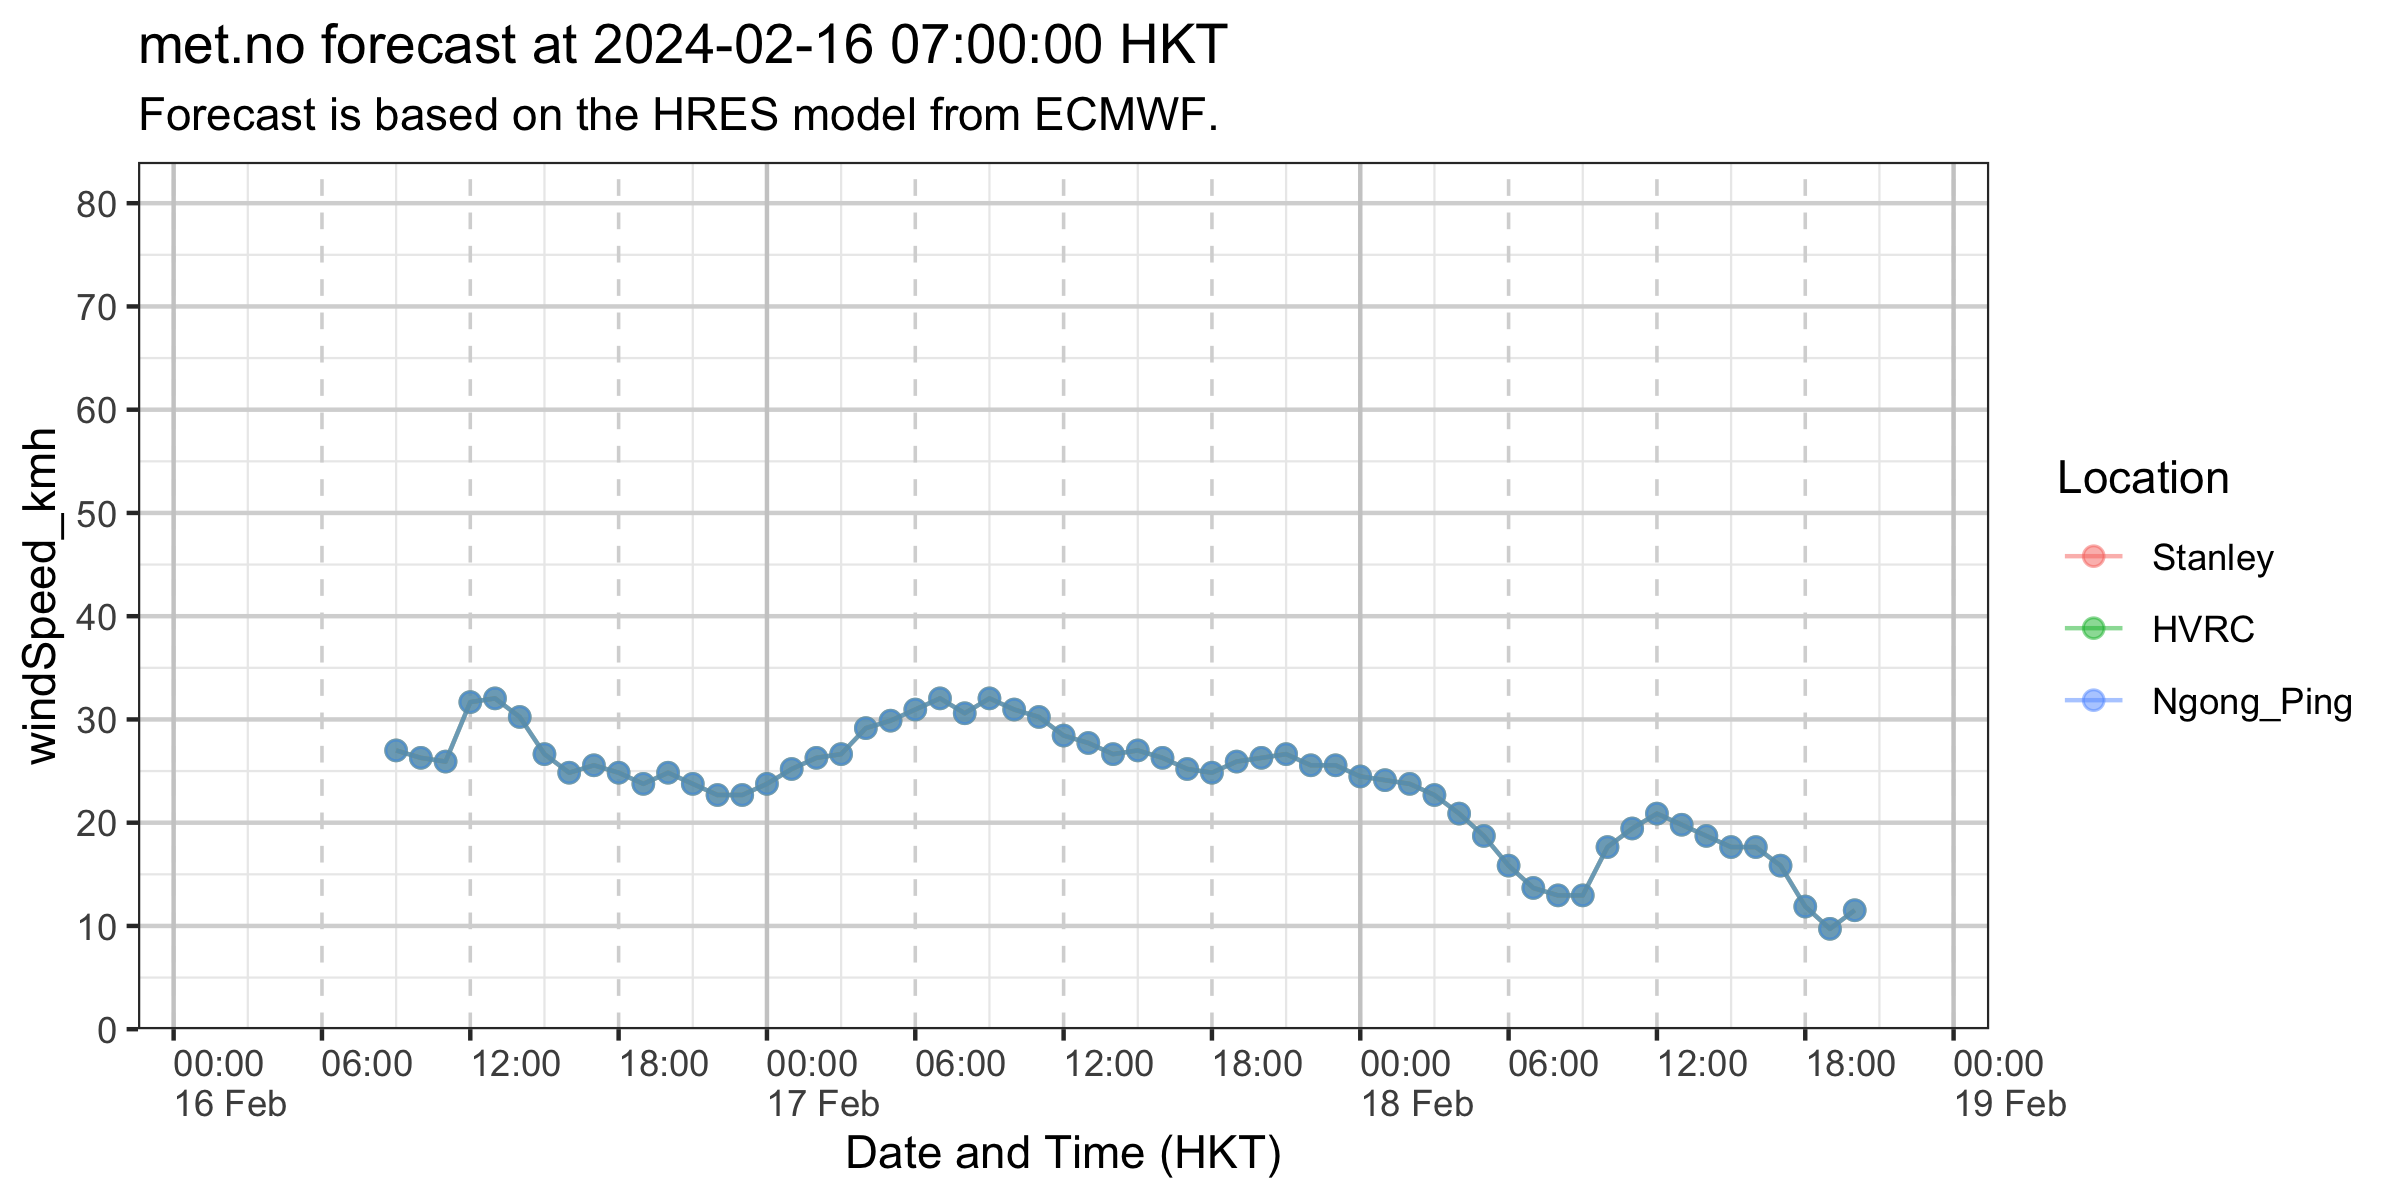 met.no forecast at 2024-02-16 07:00:00 HKT
Forecast is based on the HRES model from ECMWF.
windSpeed_kmh
80
70
60
50
40
30
20
10
0
00:00 06:00 12:00 18:00 00:00 06:00 12:00 18:00 00:00 06:00 12:00 18:00 00:00
16 Feb 17 Feb 18 Feb 19 Feb
Date and Time (HKT)
Location
Stanley
HVRC
Ngong_Ping